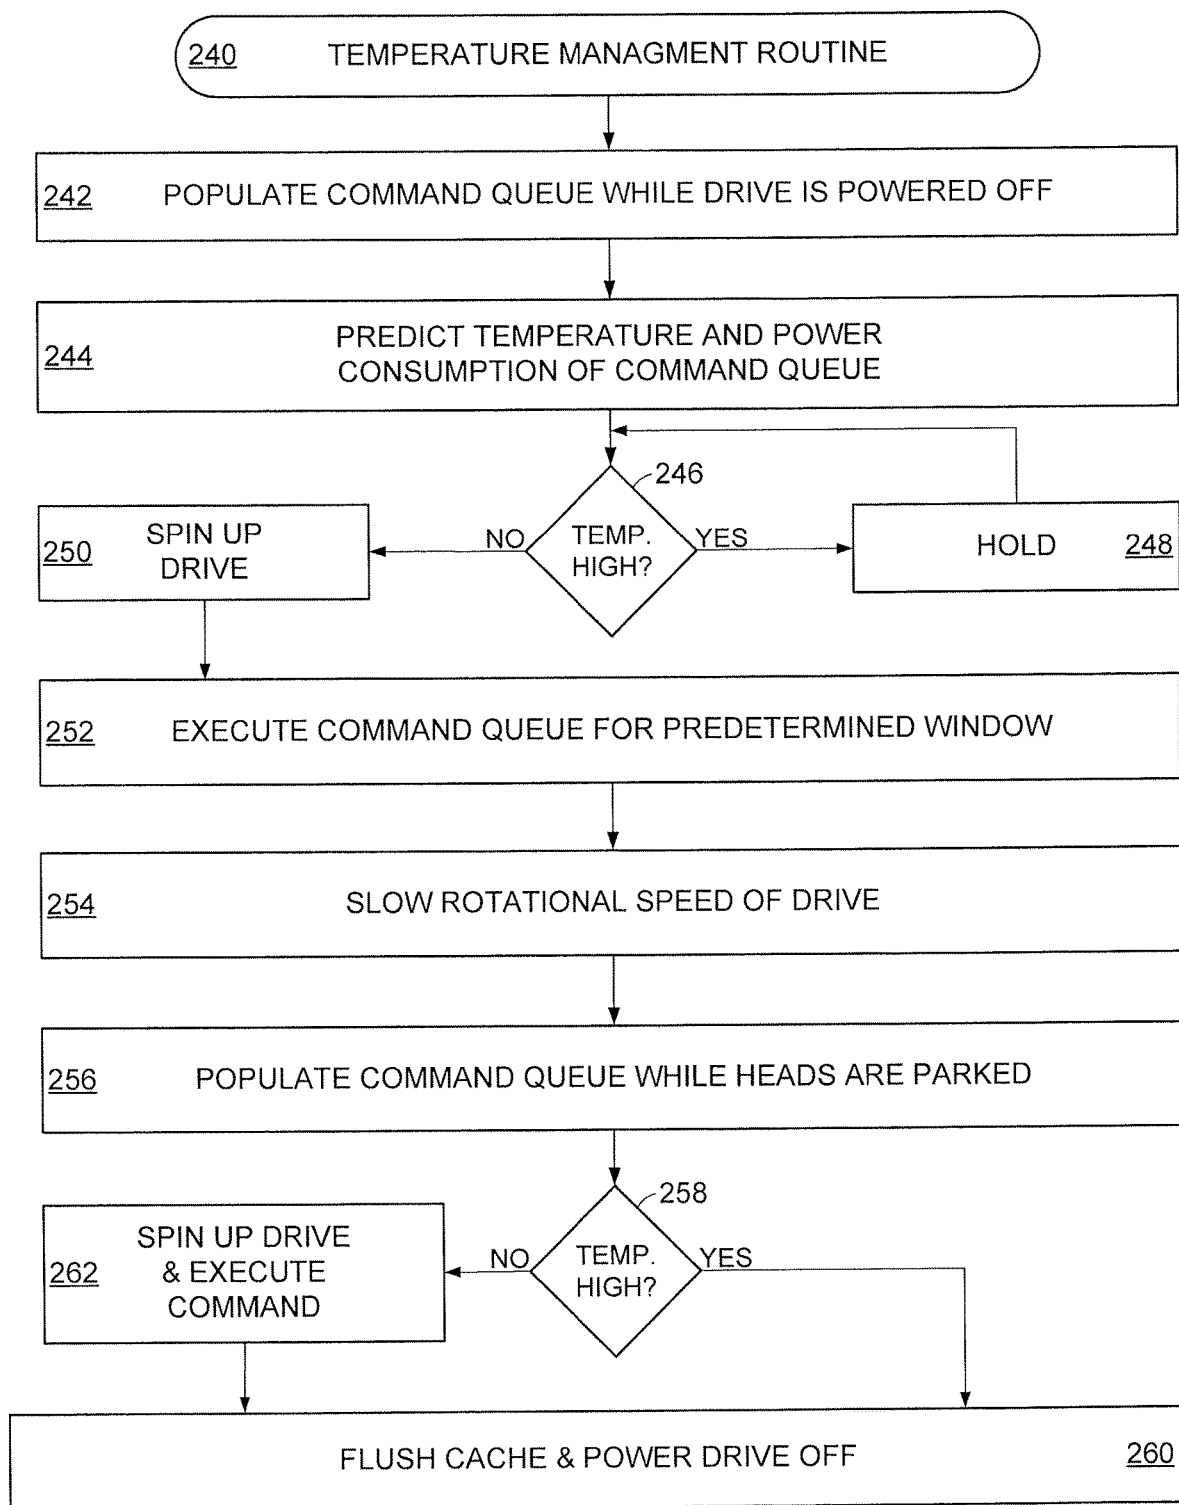 240 TEMPERATURE MANAGMENT ROUTINE
242 POPULATE COMMAND QUEUE WHILE DRIVE IS POWERED OFF
PREDICT TEMPERATURE AND POWER
244
CONSUMPTION OF COMMAND QUEUE
246
SPIN UP
250
DRIVE
NO
TEMP.
HIGH?
YES
HOLD 248
252 EXECUTE COMMAND QUEUE FOR PREDETERMINED WINDOW
254 SLOW ROTATIONAL SPEED OF DRIVE
256 POPULATE COMMAND QUEUE WHILE HEADS ARE PARKED
258
SPIN UP DRIVE
262 & EXECUTE
COMMAND
NO
TEMP.
HIGH?
YES
FLUSH CACHE & POWER DRIVE OFF 260